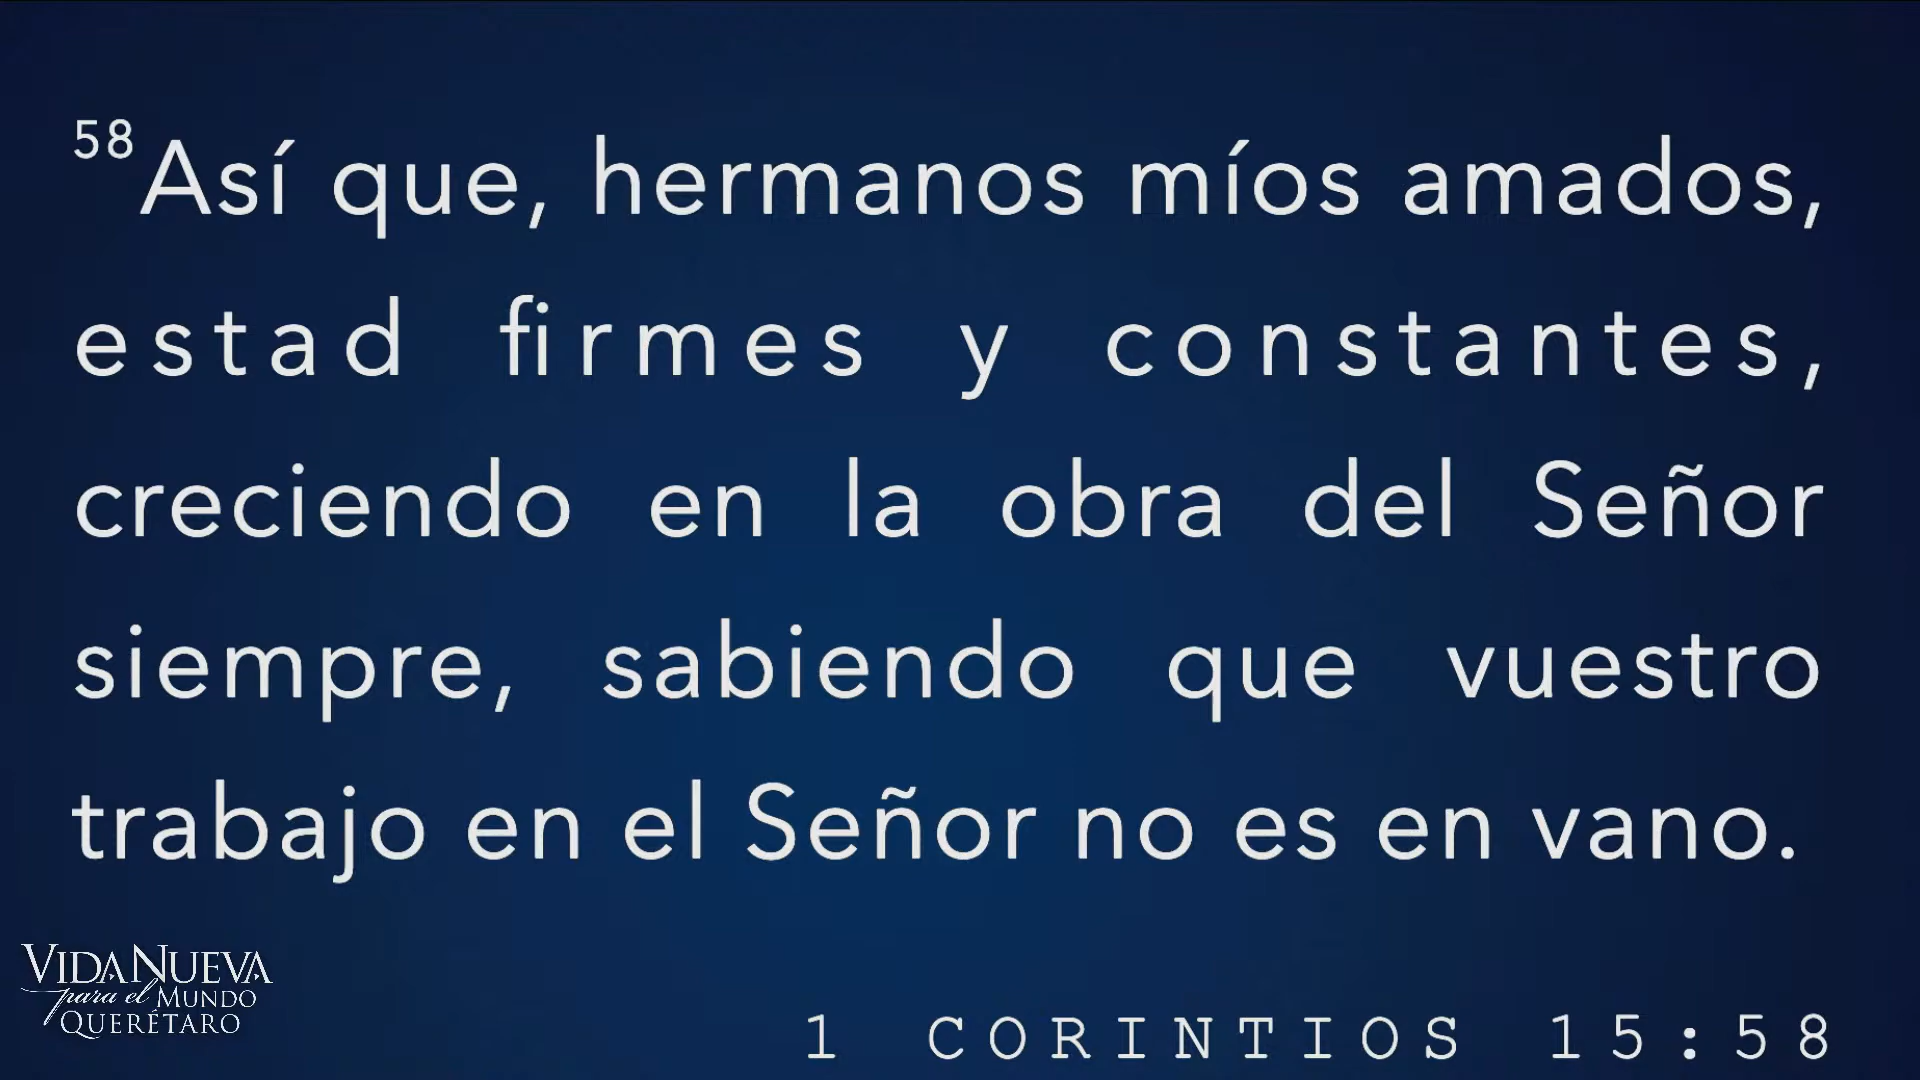 58 Así que, hermanos míos amados,
estad firmes y constantes,
creciendo en la obra del Señor
siempre, sabiendo que vuestro
trabajo en el Señor no es en vano.
VIDA NUEVA
para el MUNDO
QUERÉTARO
1 CORINTIOS 15:58